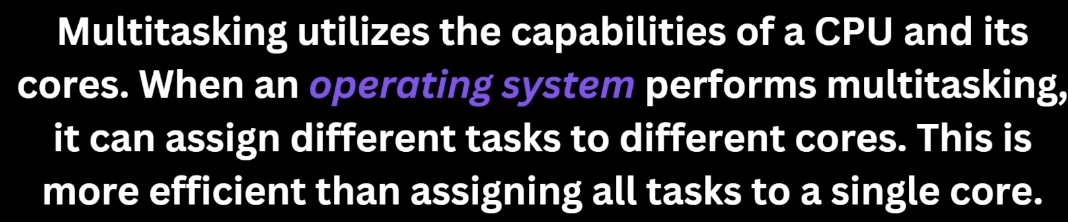 Multitasking utilizes the capabilities of a CPU and its
cores. When an operating system performs multitasking,
it can assign different tasks to different cores. This is
more efficient than assigning all tasks to a single core.